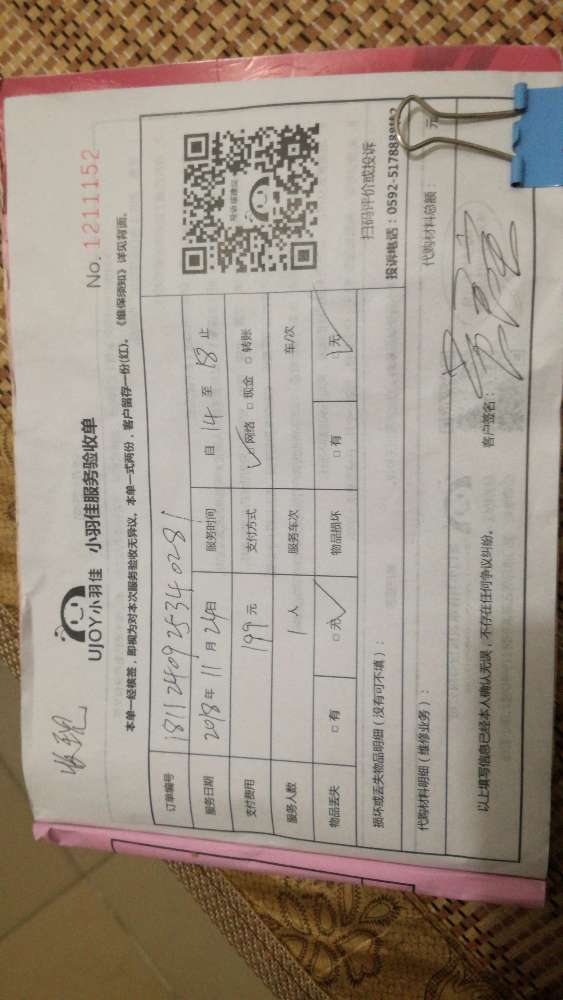 UJOY小羽佳 小羽佳服务验收单
No. 1211152
本单一经核签，即视为对本次服务验收无异议，本单一式两份，客户留存一份(红)，《维保须知》详见背面。
订单编号 1811240925340281
服务日期 2018年 11月 24日 服务时间 自 14 至 18 止
支付费用 199 元 支付方式 ☑网络 □现金 □转账
服务人数 1 人 服务车次 车/次
物品丢失 □有 ☑无 物品损坏 □有 ☑无
扫码评价或投诉
损坏或丢失物品明细（没有可不填）：
投诉电话：0592-5178888
代购材料明细（维修业务）：
代购材料总额： 元
以上填写信息已经本人确认无误，不存在任何争议纠纷。
客户签名：